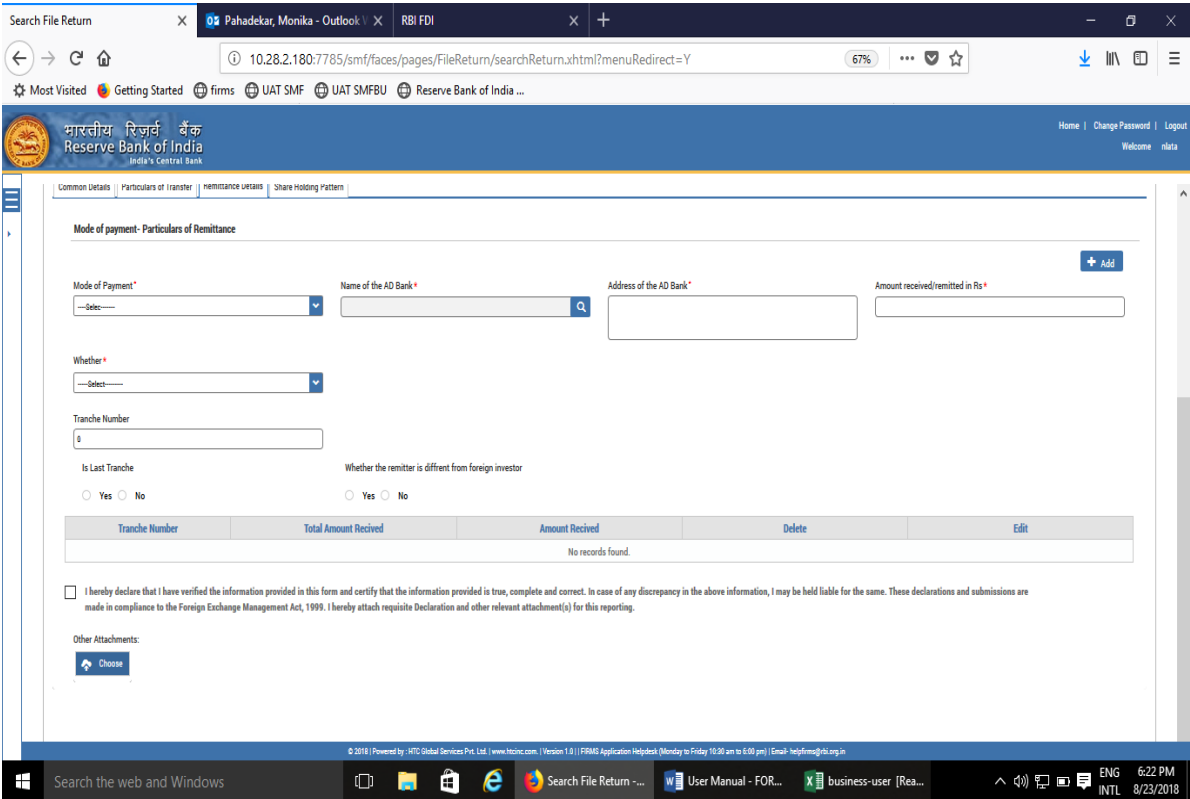 Search File Return
Pahadekar, Monika - Outlook V
RBI FDI
10.28.2.180:7785/smf/faces/pages/FileReturn/searchReturn.xhtml?menuRedirect=Y
67%
Most Visited Getting Started firms UAT SMF UAT SMFBU Reserve Bank of India ...
भारतीय रिज़र्व बैंक
Reserve Bank of India
India's Central Bank
Home | Change Password | Logout
Welcome nlata
Common Details Particulars of Transfer Remittance Details Share Holding Pattern
Mode of payment- Particulars of Remittance
+ Add
Mode of Payment* Name of the AD Bank* Address of the AD Bank* Amount received/remitted in Rs*
----Selec-------
Whether*
-----Select--------
Tranche Number
0
Is Last Tranche Whether the remitter is diffrent from foreign investor
Yes No Yes No
Tranche Number Total Amount Recived Amount Recived Delete Edit
No records found.
I hereby declare that I have verified the information provided in this form and certify that the information provided is true, complete and correct. In case of any discrepancy in the above information, I may be held liable for the same. These declarations and submissions are
made in compliance to the Foreign Exchange Management Act, 1999. I hereby attach requisite Declaration and other relevant attachment(s) for this reporting.
Other Attachments:
Choose
© 2018 | Powered by : HTC Global Services Pvt. Ltd. | www.htcinc.com. | Version 1.0 | | FIRMS Application Helpdesk (Monday to Friday 10:30 am to 6:00 pm) | Email- helpfirms@rbi.org.in
Search the web and Windows
Search File Return -...
User Manual - FOR...
business-user [Rea...
ENG
INTL
6:22 PM
8/23/2018